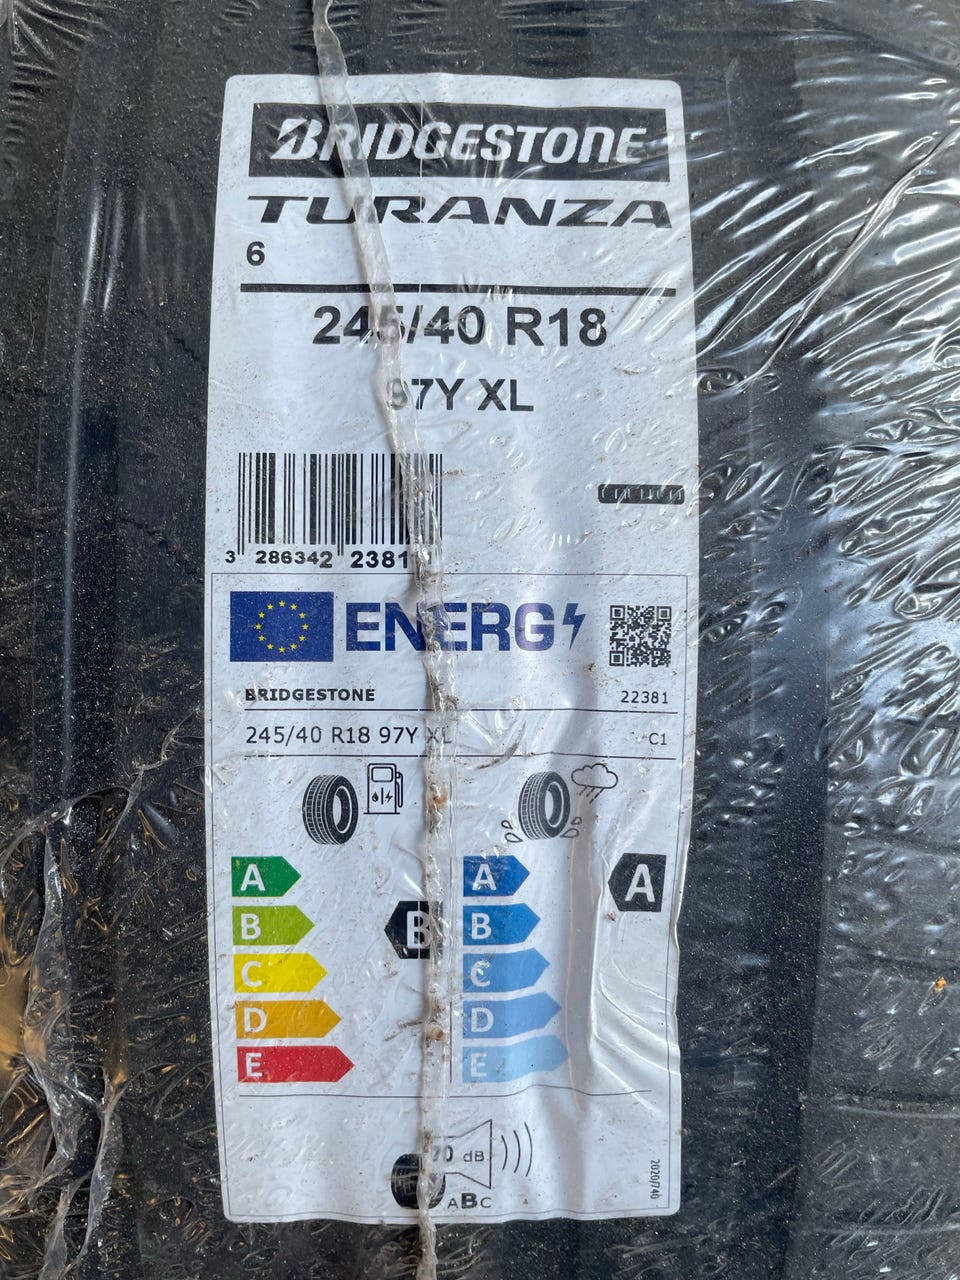 BRIDGESTONE
TURANZA
6
245/40 R18
97Y XL
3 286342 2381
ENERG
BRIDGESTONE 22381
245/40 R18 97Y XL C1
A A A
B B B
C C
D D
E E
70 dB
ABC
2020/740